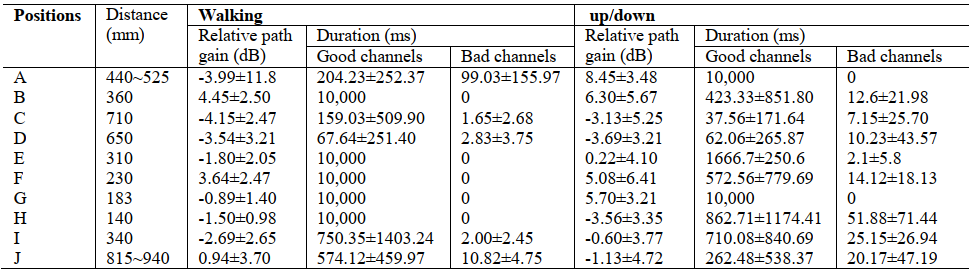 Positions Distance (mm) Walking up/down
Relative path gain (dB) Duration (ms) Relative path gain (dB) Duration (ms)
Good channels Bad channels Good channels Bad channels
A 440~525 -3.99±11.8 204.23±252.37 99.03±155.97 8.45±3.48 10,000 0
B 360 4.45±2.50 10,000 0 6.30±5.67 423.33±851.80 12.6±21.98
C 710 -4.15±2.47 159.03±509.90 1.65±2.68 -3.13±5.25 37.56±171.64 7.15±25.70
D 650 -3.54±3.21 67.64±251.40 2.83±3.75 -3.69±3.21 62.06±265.87 10.23±43.57
E 310 -1.80±2.05 10,000 0 0.22±4.10 1666.7±250.6 2.1±5.8
F 230 3.64±2.47 10,000 0 5.08±6.41 572.56±779.69 14.12±18.13
G 183 -0.89±1.40 10,000 0 5.70±3.21 10,000 0
H 140 -1.50±0.98 10,000 0 -3.56±3.35 862.71±1174.41 51.88±71.44
I 340 -2.69±2.65 750.35±1403.24 2.00±2.45 -0.60±3.77 710.08±840.69 25.15±26.94
J 815~940 0.94±3.70 574.12±459.97 10.82±4.75 -1.13±4.72 262.48±538.37 20.17±47.19